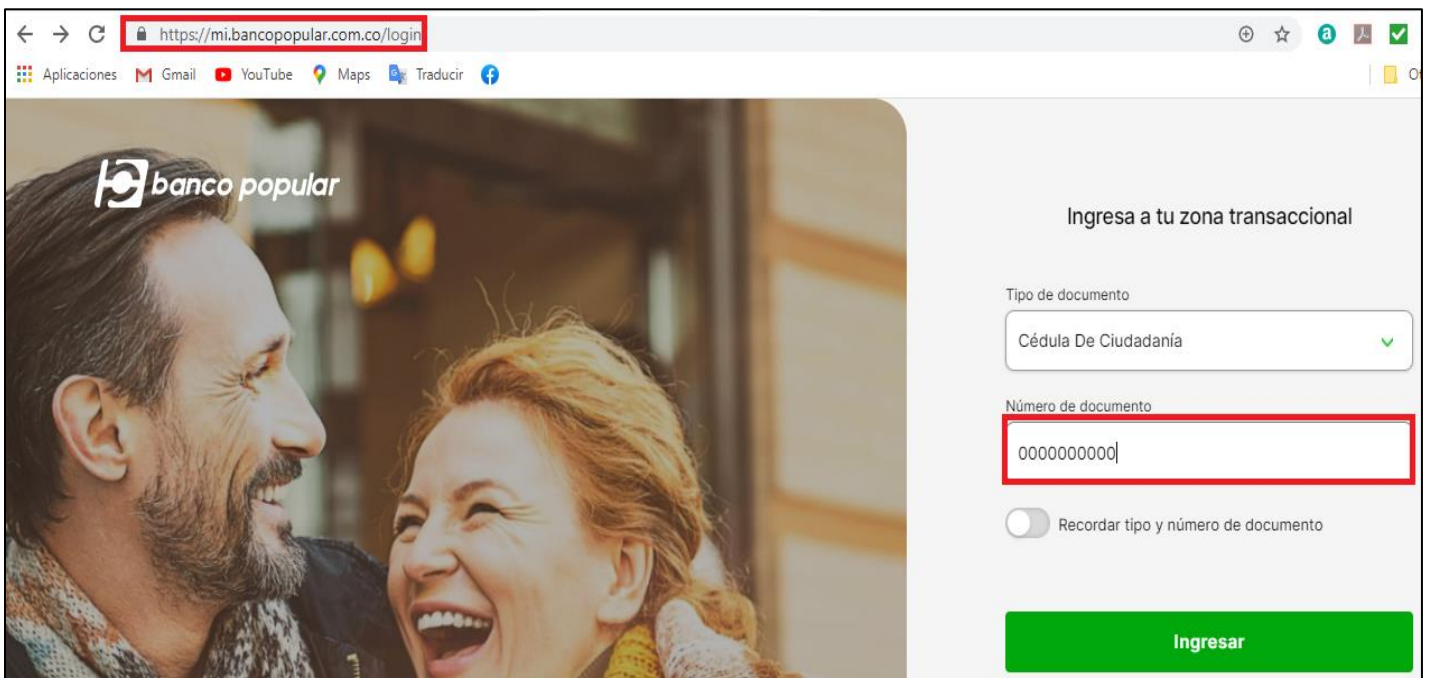 https://mi.bancopopular.com.co/login
Aplicaciones Gmail YouTube Maps Traducir
banco popular
Ingresa a tu zona transaccional
Tipo de documento
Cédula De Ciudadanía
Número de documento
0000000000
Recordar tipo y número de documento
Ingresar